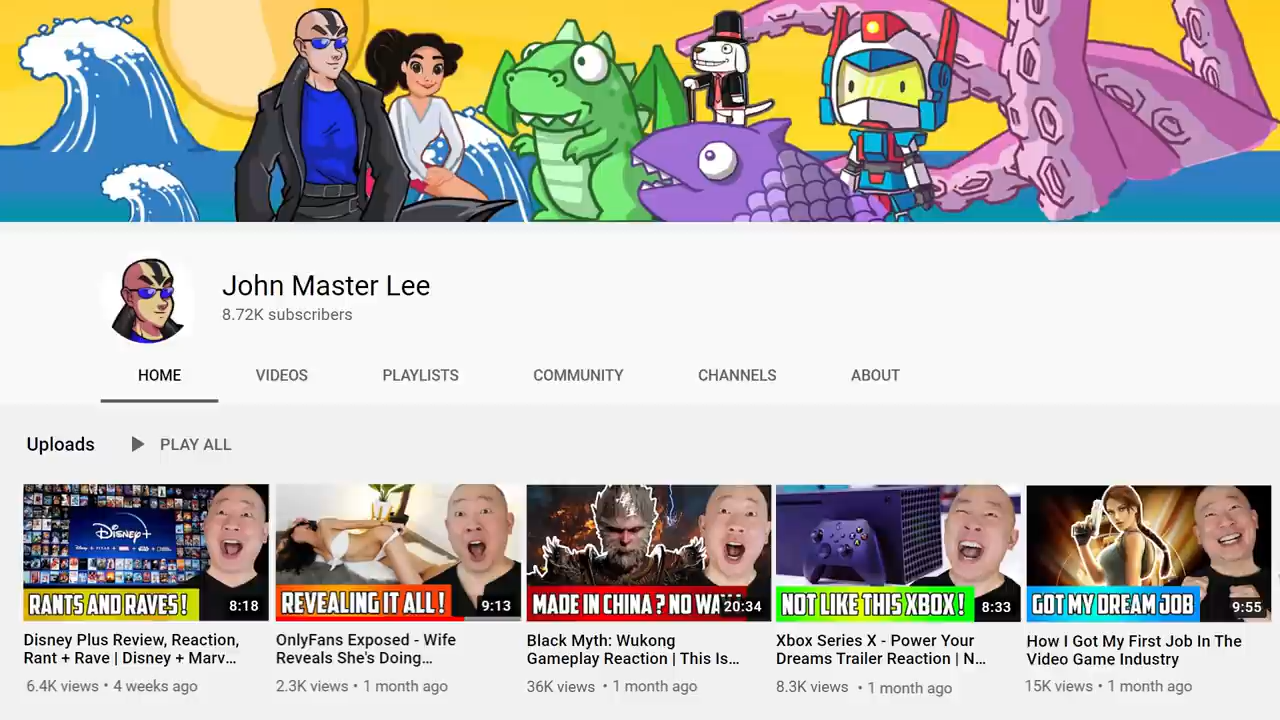 John Master Lee
8.72K subscribers
HOME VIDEOS PLAYLISTS COMMUNITY CHANNELS ABOUT
Uploads PLAY ALL
Disney+
RANTS AND RAVES!
8:18
REVEALING IT ALL!
9:13
MADE IN CHINA? NO WAY
20:34
NOT LIKE THIS XBOX!
8:33
GOT MY DREAM JOB
9:55
Disney Plus Review, Reaction,
Rant + Rave | Disney + Marv...
6.4K views • 4 weeks ago
OnlyFans Exposed - Wife
Reveals She's Doing...
2.3K views • 1 month ago
Black Myth: Wukong
Gameplay Reaction | This Is...
36K views • 1 month ago
Xbox Series X - Power Your
Dreams Trailer Reaction | N...
8.3K views • 1 month ago
How I Got My First Job In The
Video Game Industry
15K views • 1 month ago